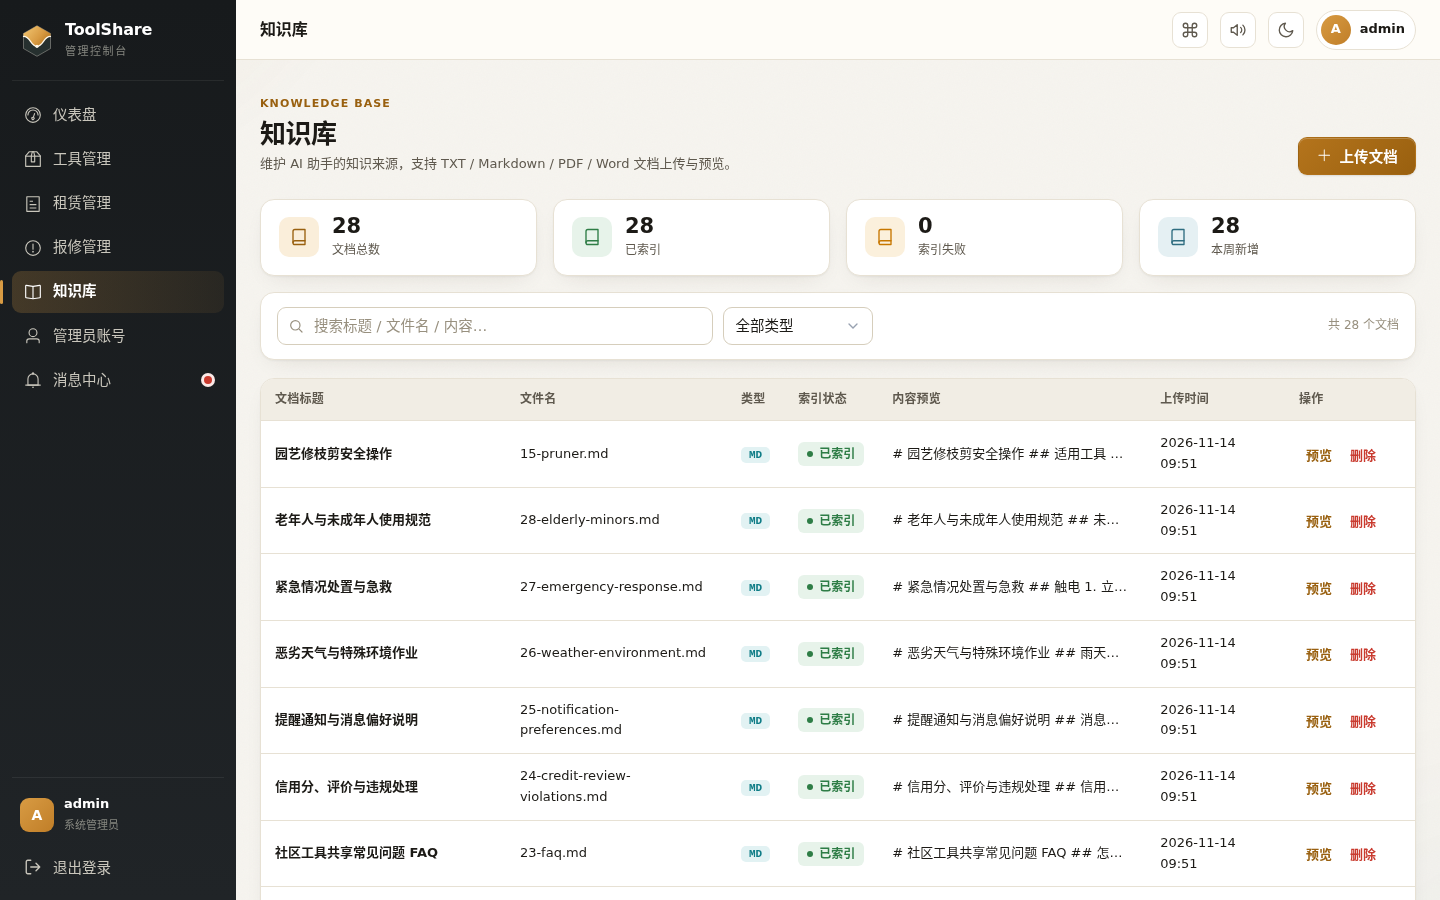 ToolShare
管理控制台
仪表盘
工具管理
租赁管理
报修管理
知识库
管理员账号
消息中心
A
admin
系统管理员
退出登录
知识库
A
admin
KNOWLEDGE BASE
知识库
维护 AI 助手的知识来源，支持 TXT / Markdown / PDF / Word 文档上传与预览。
上传文档
28
文档总数
28
已索引
0
索引失败
28
本周新增
搜索标题 / 文件名 / 内容...
全部类型
共 28 个文档
文档标题 文件名 类型 索引状态 内容预览 上传时间 操作
园艺修枝剪安全操作 15-pruner.md MD 已索引 # 园艺修枝剪安全操作 ## 适用工具 ... 2026-11-14 09:51 预览 删除
老年人与未成年人使用规范 28-elderly-minors.md MD 已索引 # 老年人与未成年人使用规范 ## 未... 2026-11-14 09:51 预览 删除
紧急情况处置与急救 27-emergency-response.md MD 已索引 # 紧急情况处置与急救 ## 触电 1. 立... 2026-11-14 09:51 预览 删除
恶劣天气与特殊环境作业 26-weather-environment.md MD 已索引 # 恶劣天气与特殊环境作业 ## 雨天... 2026-11-14 09:51 预览 删除
提醒通知与消息偏好说明 25-notification-preferences.md MD 已索引 # 提醒通知与消息偏好说明 ## 消息... 2026-11-14 09:51 预览 删除
信用分、评价与违规处理 24-credit-review-violations.md MD 已索引 # 信用分、评价与违规处理 ## 信用... 2026-11-14 09:51 预览 删除
社区工具共享常见问题 FAQ 23-faq.md MD 已索引 # 社区工具共享常见问题 FAQ ## 怎... 2026-11-14 09:51 预览 删除